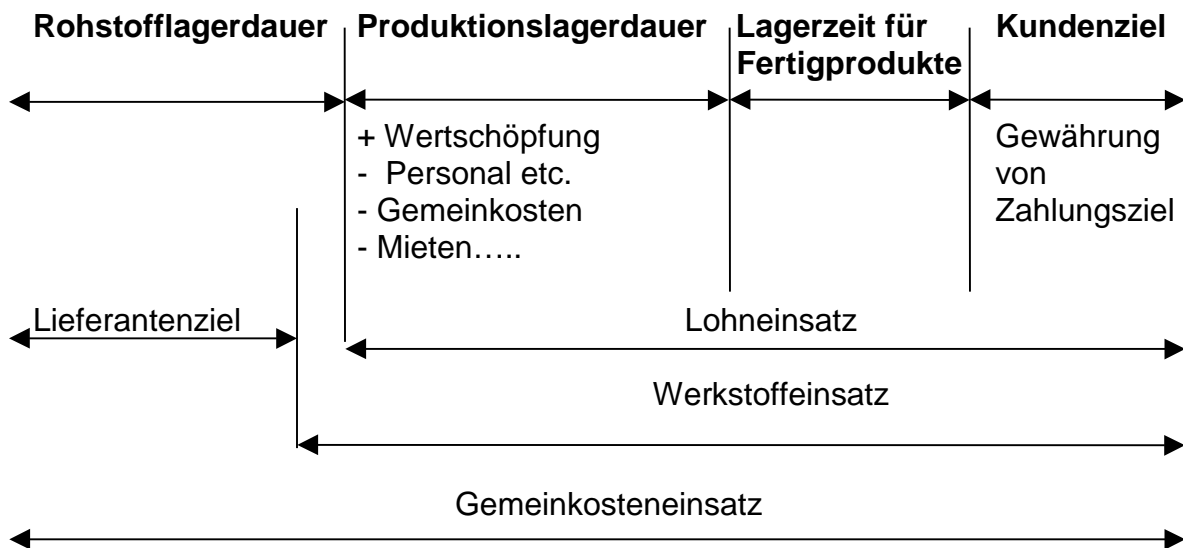 Rohstofflagerdauer
Produktionslagerdauer
Lagerzeit für
Fertigprodukte
Kundenziel
+ Wertschöpfung
- Personal etc.
- Gemeinkosten
- Mieten…..
Gewährung
von
Zahlungsziel
Lieferantenziel
Lohneinsatz
Werkstoffeinsatz
Gemeinkosteneinsatz